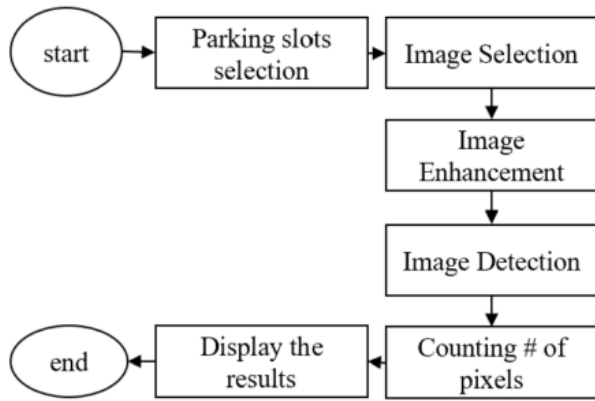 start
Parking slots
selection
Image Selection
Image
Enhancement
Image Detection
Counting # of
pixels
Display the
results
end